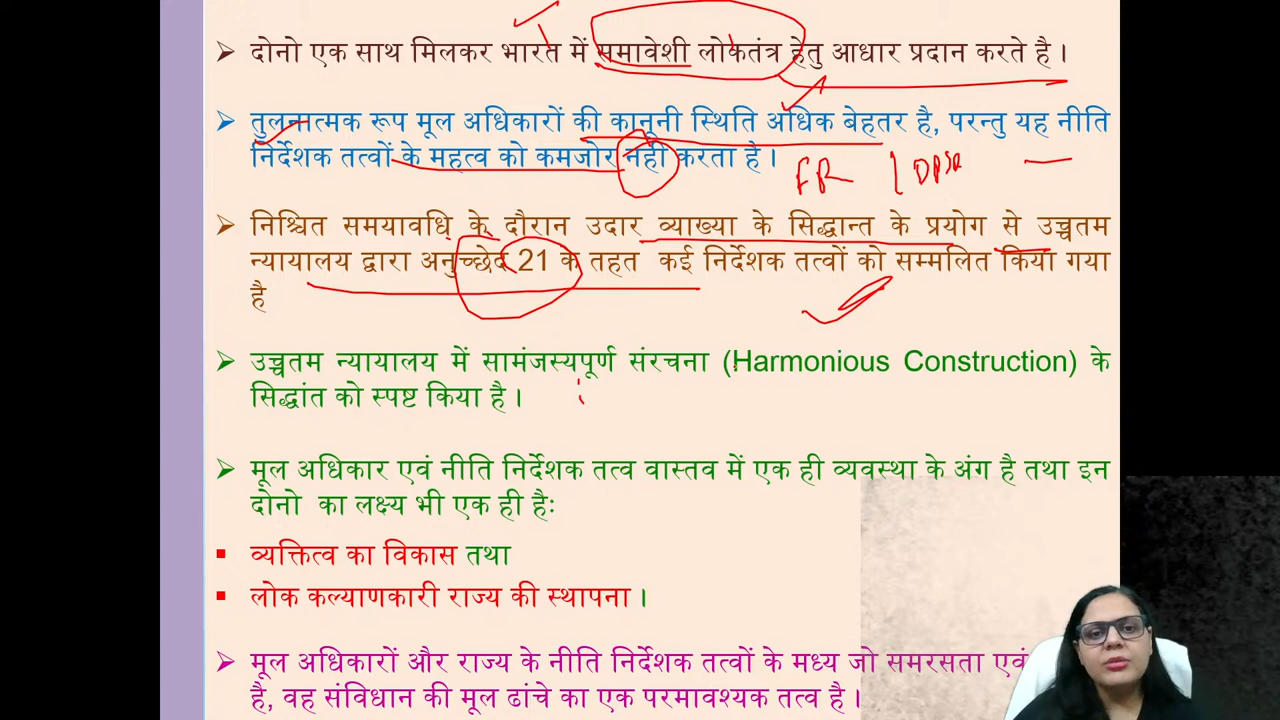 ➢ दोनो एक साथ मिलकर भारत में समावेशी लोकतंत्र हेतु आधार प्रदान करते है।
➢ तुलनात्मक रूप मूल अधिकारों की कानूनी स्थिति अधिक बेहतर है, परन्तु यह नीति
निर्देशक तत्वों के महत्व को कमजोर नही करता है।
FR / DPSP
➢ निश्चित समयावधि के दौरान उदार व्याख्या के सिद्धान्त के प्रयोग से उच्चतम
न्यायालय द्वारा अनुच्छेद 21 के तहत कई निर्देशक तत्वों को सम्मलित किया गया
है
➢ उच्चतम न्यायालय में सामंजस्यपूर्ण संरचना (Harmonious Construction) के
सिद्धांत को स्पष्ट किया है।
➢ मूल अधिकार एवं नीति निर्देशक तत्व वास्तव में एक ही व्यवस्था के अंग है तथा इन
दोनो का लक्ष्य भी एक ही हैः
▪ व्यक्तित्व का विकास तथा
▪ लोक कल्याणकारी राज्य की स्थापना।
➢ मूल अधिकारों और राज्य के नीति निर्देशक तत्वों के मध्य जो समरसता एवं
है, वह संविधान की मूल ढांचे का एक परमावश्यक तत्व है।